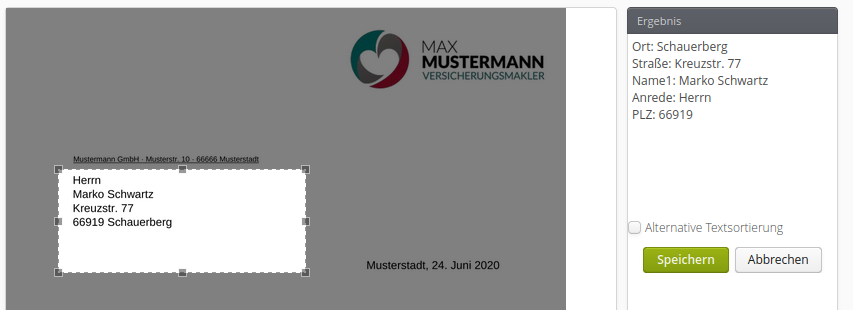 MAX
MUSTERMANN
VERSICHERUNGSMAKLER
Mustermann GmbH · Musterstr. 10 - 66666 Musterstadt
Herrn
Marko Schwartz
Kreuzstr. 77
66919 Schauerberg
Musterstadt, 24. Juni 2020
Ergebnis
Ort: Schauerberg
Straße: Kreuzstr. 77
Name1: Marko Schwartz
Anrede: Herrn
PLZ: 66919
Alternative Textsortierung
Speichern Abbrechen